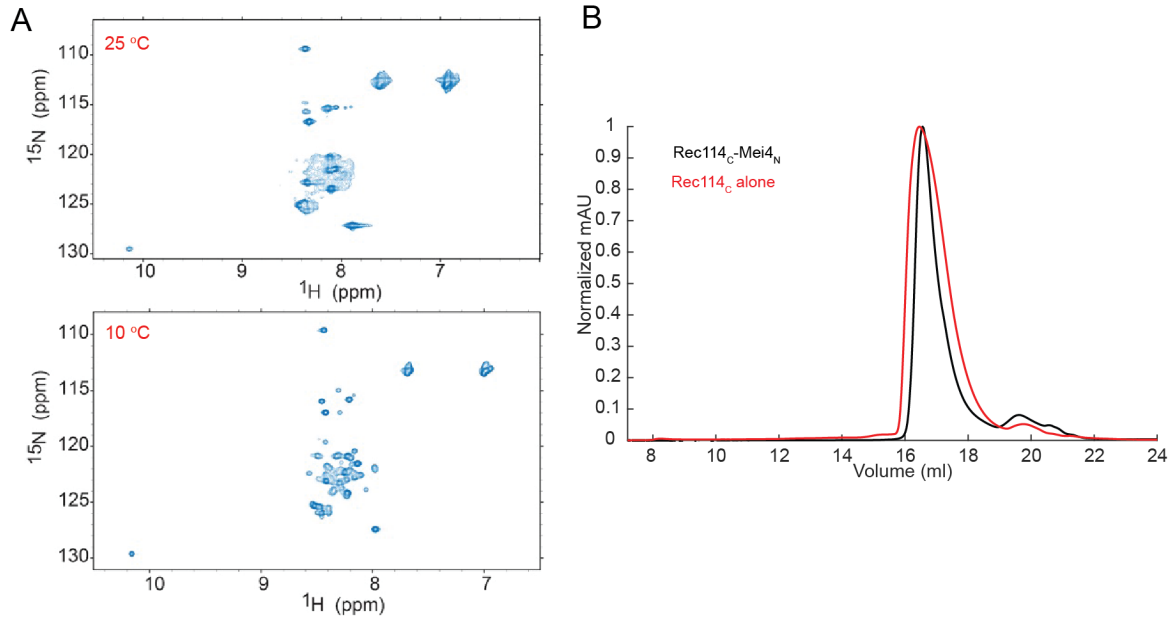 A
25 °C
110
115
120
125
130
15N (ppm)
10 9 8 7
1H (ppm)
10 °C
110
115
120
125
130
15N (ppm)
10 9 8 7
1H (ppm)
B
Rec114C-Mei4N
Rec114C alone
1
0.9
0.8
0.7
0.6
0.5
0.4
0.3
0.2
0.1
0
Normalized mAU
8 10 12 14 16 18 20 22 24
Volume (ml)